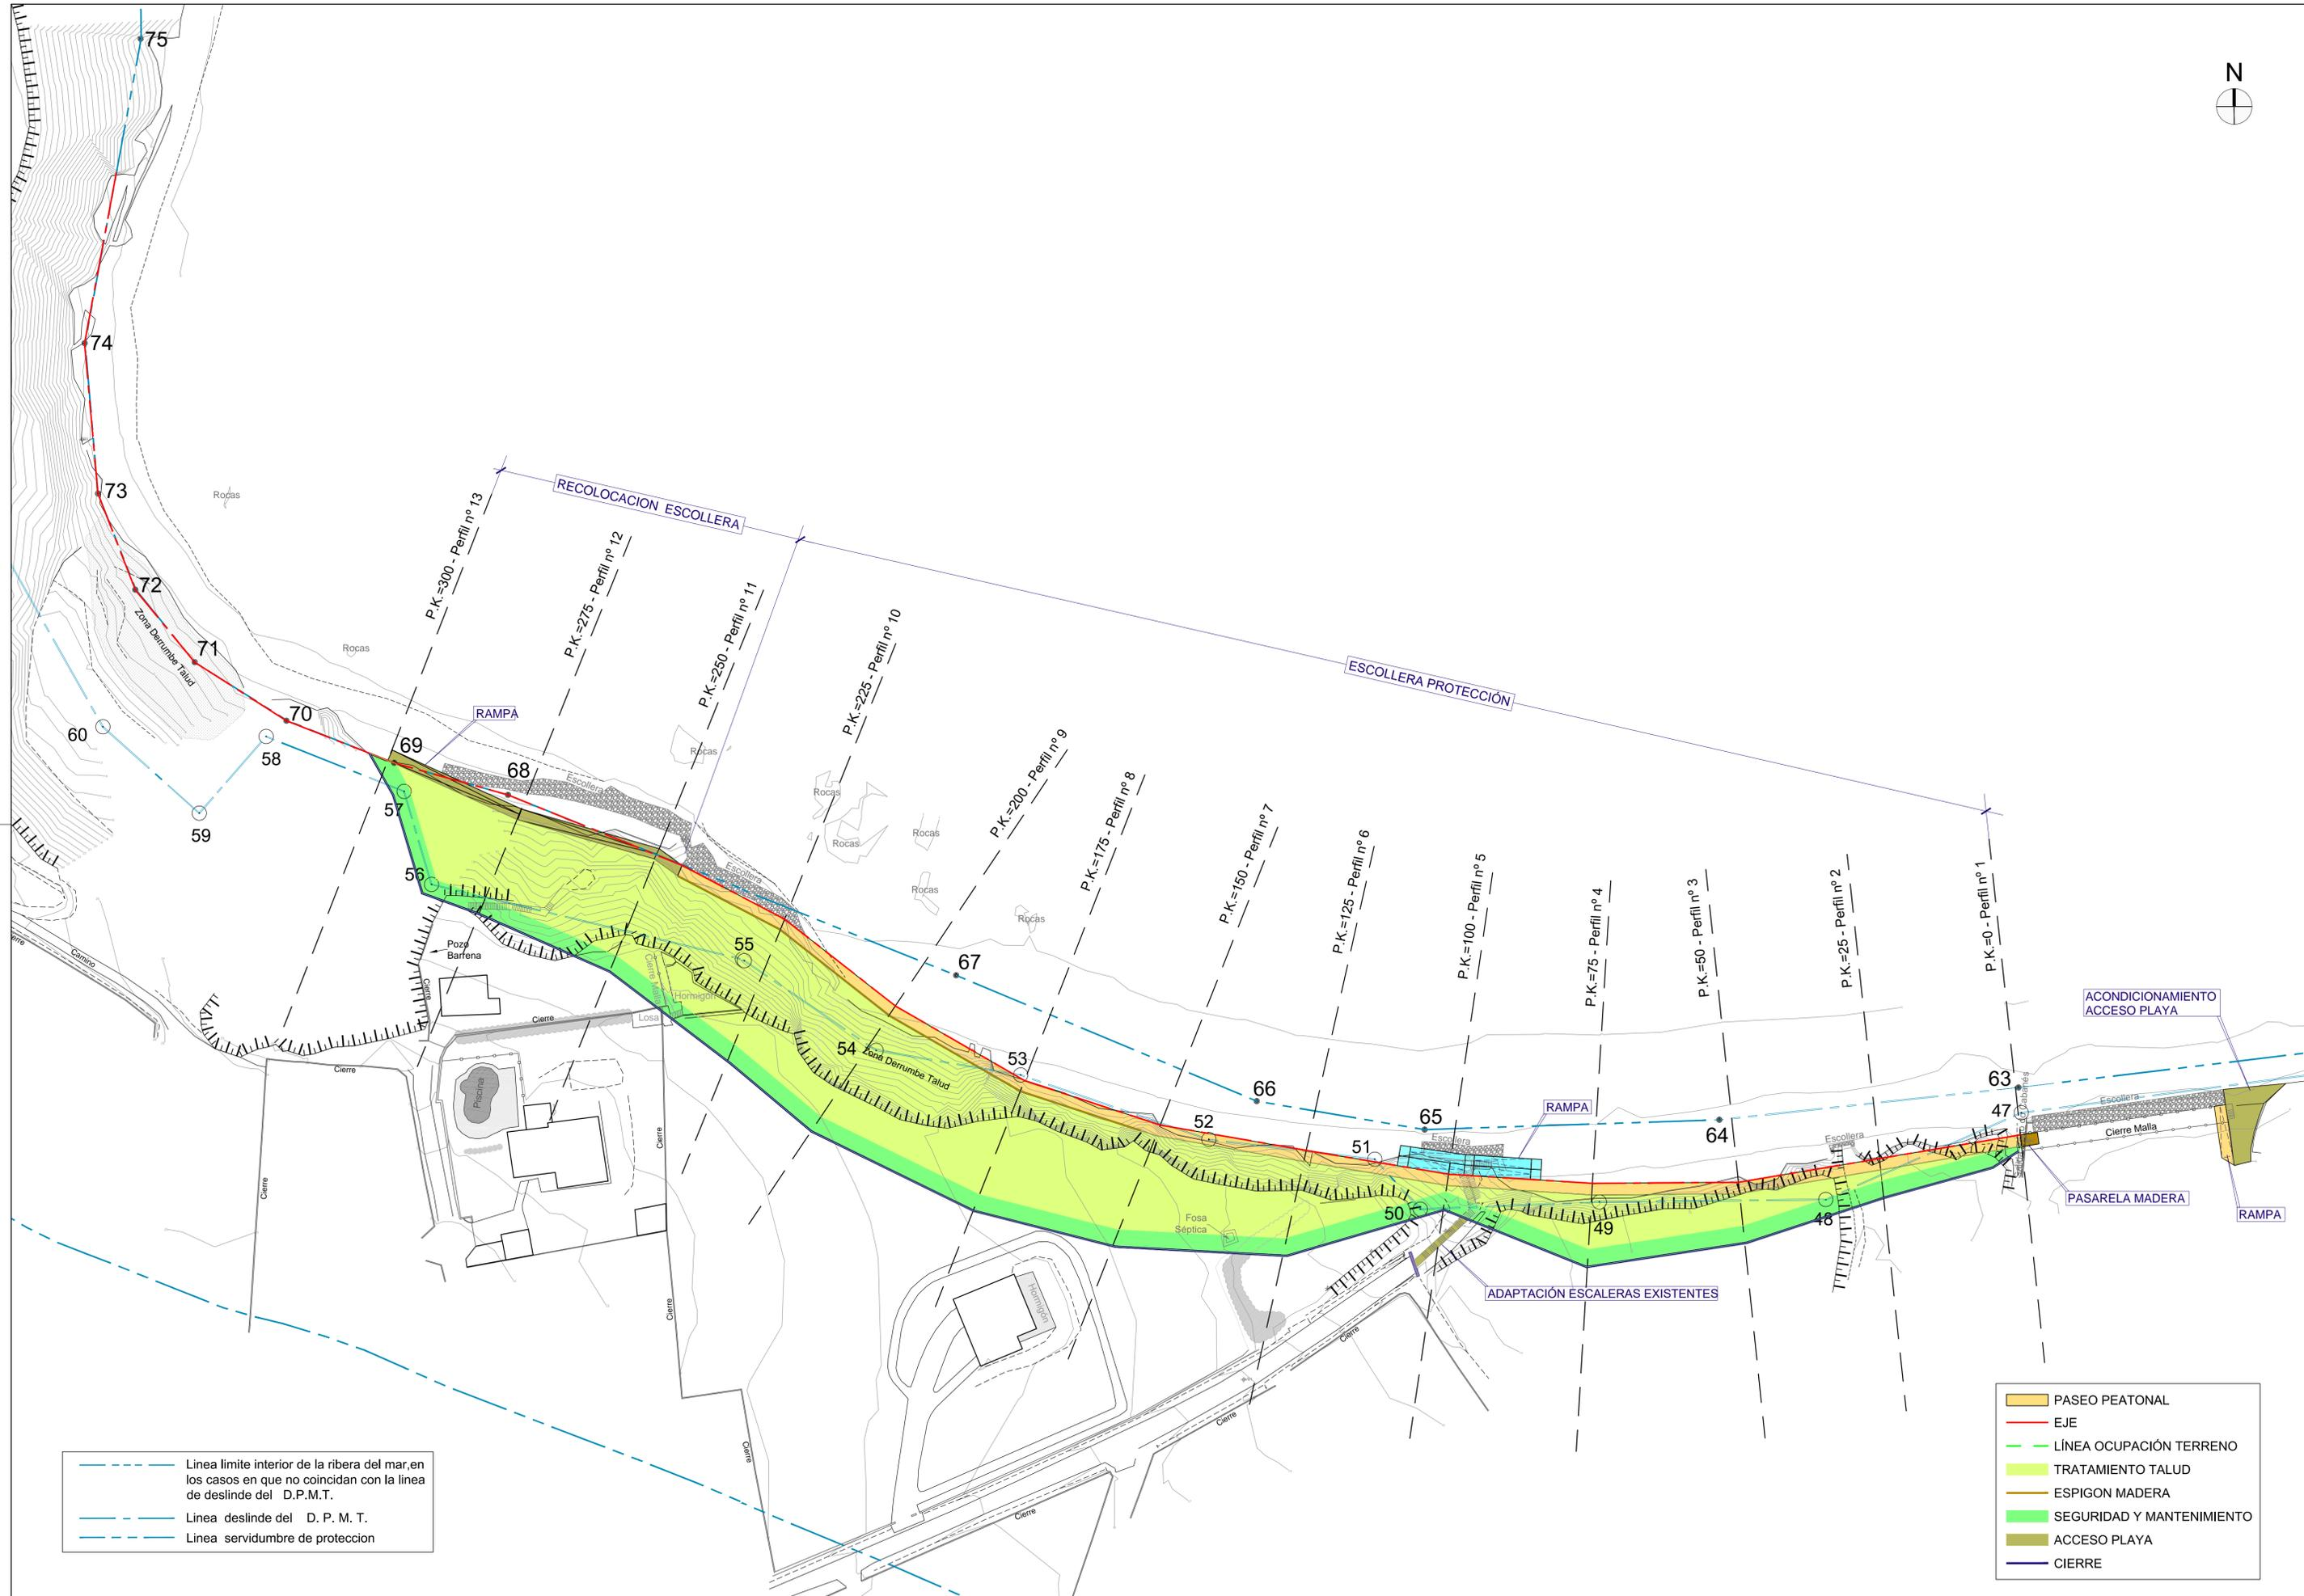 75
N
74
73
Rocas
RECOLOCACION ESCOLLERA
P.K.=300 - Perfil nº 13
P.K.=275 - Perfil nº 12
P.K.=250 - Perfil nº 11
P.K.=225 - Perfil nº 10
P.K.=200 - Perfil nº 9
P.K.=175 - Perfil nº 8
P.K.=150 - Perfil nº 7
P.K.=125 - Perfil nº 6
P.K.=100 - Perfil nº 5
P.K.=75 - Perfil nº 4
P.K.=50 - Perfil nº 3
P.K.=25 - Perfil nº 2
P.K.=0 - Perfil nº 1
ESCOLLERA PROTECCIÓN
72
Zona Derrumbe Talud
71
Rocas
70
60
58
59
RAMPA
69
68
Escollera
57
56
Rocas
Rocas
Rocas
Rocas
Rocas
Rocas
Escollera
55
67
54
Zona Derrumbe Talud
53
66
52
65
51
Escollera
RAMPA
64
63
47
50
49
48
Escollera
Escollera
Cierre Malla
ACONDICIONAMIENTO
ACCESO PLAYA
PASARELA MADERA
RAMPA
ADAPTACIÓN ESCALERAS EXISTENTES
Pozo
Barrena
Camino
Cierre
Cierre
Cierre Malla
Hormigón
Losa
Cierre
Piscina
Cierre
Cierre
Cierre
Cierre
Fosa
Séptica
Hormigón
Cierre
Cierre
Cierre
Linea limite interior de la ribera del mar,en
los casos en que no coincidan con la linea
de deslinde del D.P.M.T.
Linea deslinde del D. P. M. T.
Linea servidumbre de proteccion
PASEO PEATONAL
EJE
LÍNEA OCUPACIÓN TERRENO
TRATAMIENTO TALUD
ESPIGON MADERA
SEGURIDAD Y MANTENIMIENTO
ACCESO PLAYA
CIERRE